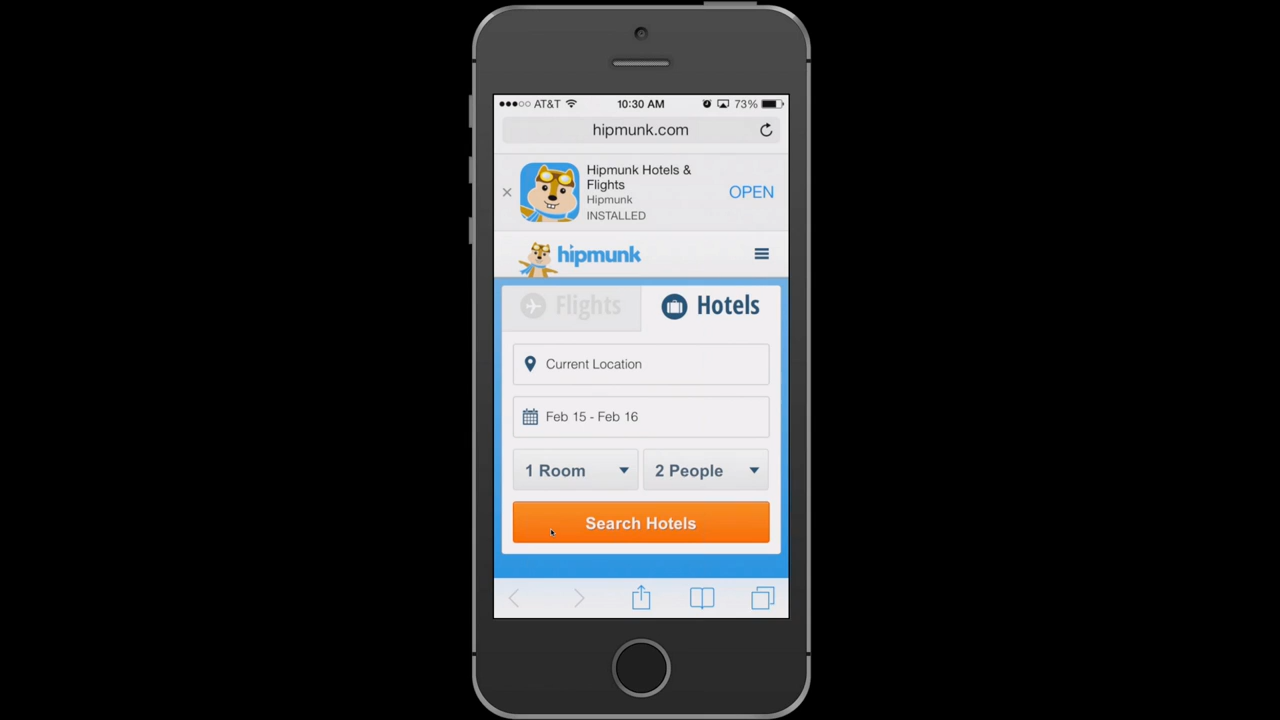 AT&T 10:30 AM 73%
hipmunk.com
Hipmunk Hotels &
Flights
Hipmunk
INSTALLED
OPEN
hipmunk
Flights Hotels
Current Location
Feb 15 - Feb 16
1 Room 2 People
Search Hotels